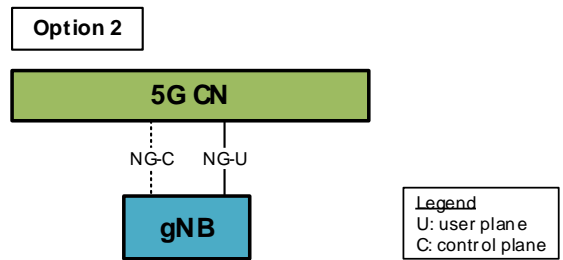 Option 2
5G CN
NG-C NG-U
gNB
Legend
U: user plane
C: control plane